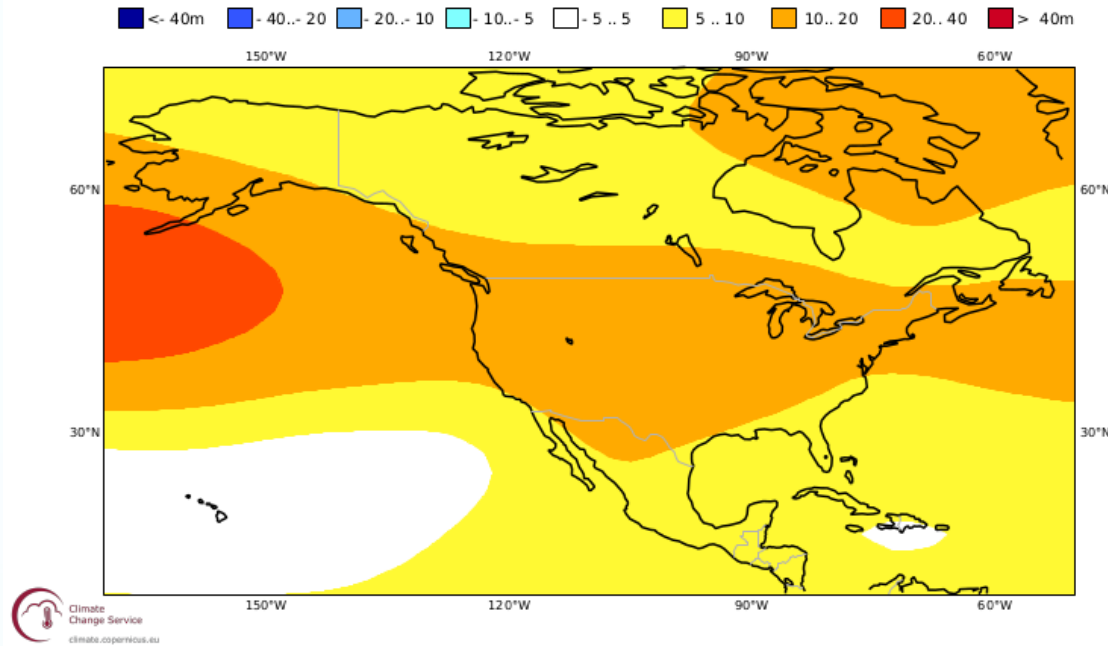 <- 40m - 40..- 20 - 20..- 10 - 10..- 5 - 5 .. 5 5 .. 10 10.. 20 20.. 40 > 40m
150°W 120°W 90°W 60°W
60°N 60°N
30°N 30°N
150°W 120°W 90°W 60°W
Climate
Change Service
climate.copernicus.eu